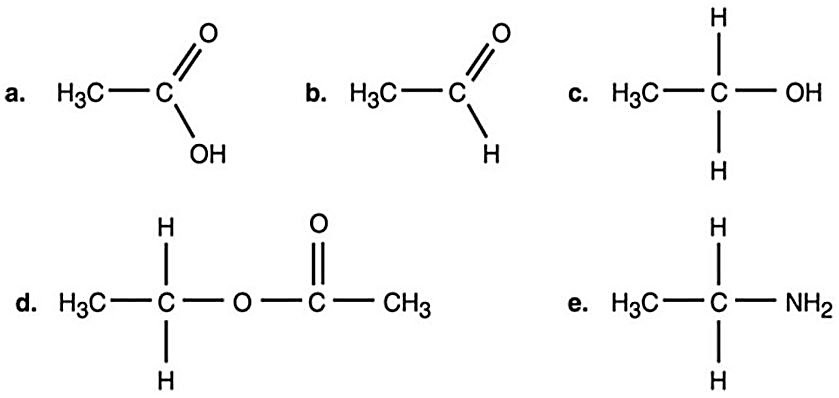 H
a. H₃C C O OH
b. H₃C C O H
c. H₃C C OH
H
H O H
d. H₃C C O C CH₃
e. H₃C C NH₂
H H